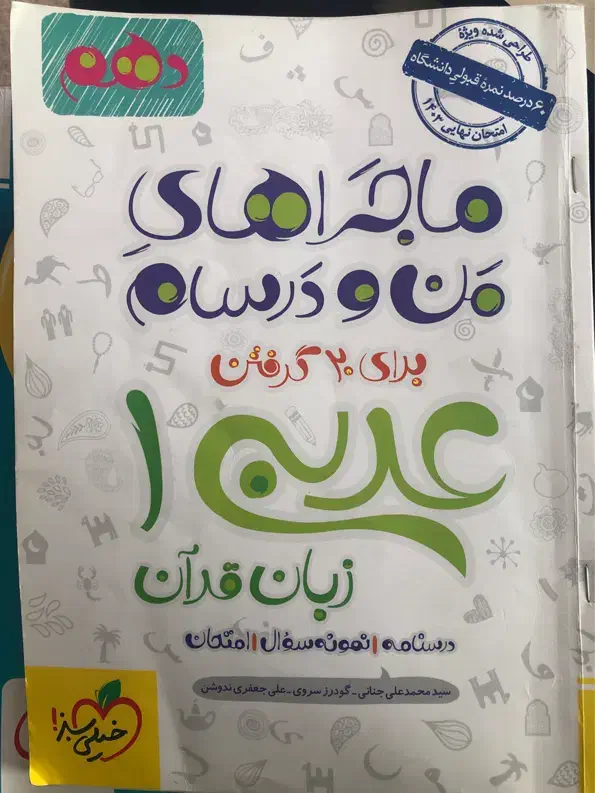 دهم
طراحی شده ویژهٔ
۶۰ درصد نمرهٔ قبولی دانشگاه
امتحان نهایی ۱۴۰۳
ماجراهای
من و درسام
برای ۲۰ گرفتن
عربی ۱
زبان قرآن
درسنامه | نمونه سؤال | امتحان
سید محمدعلی جنانی - گودرز سروی - علی جعفری ندوشن
خیلی سبز!